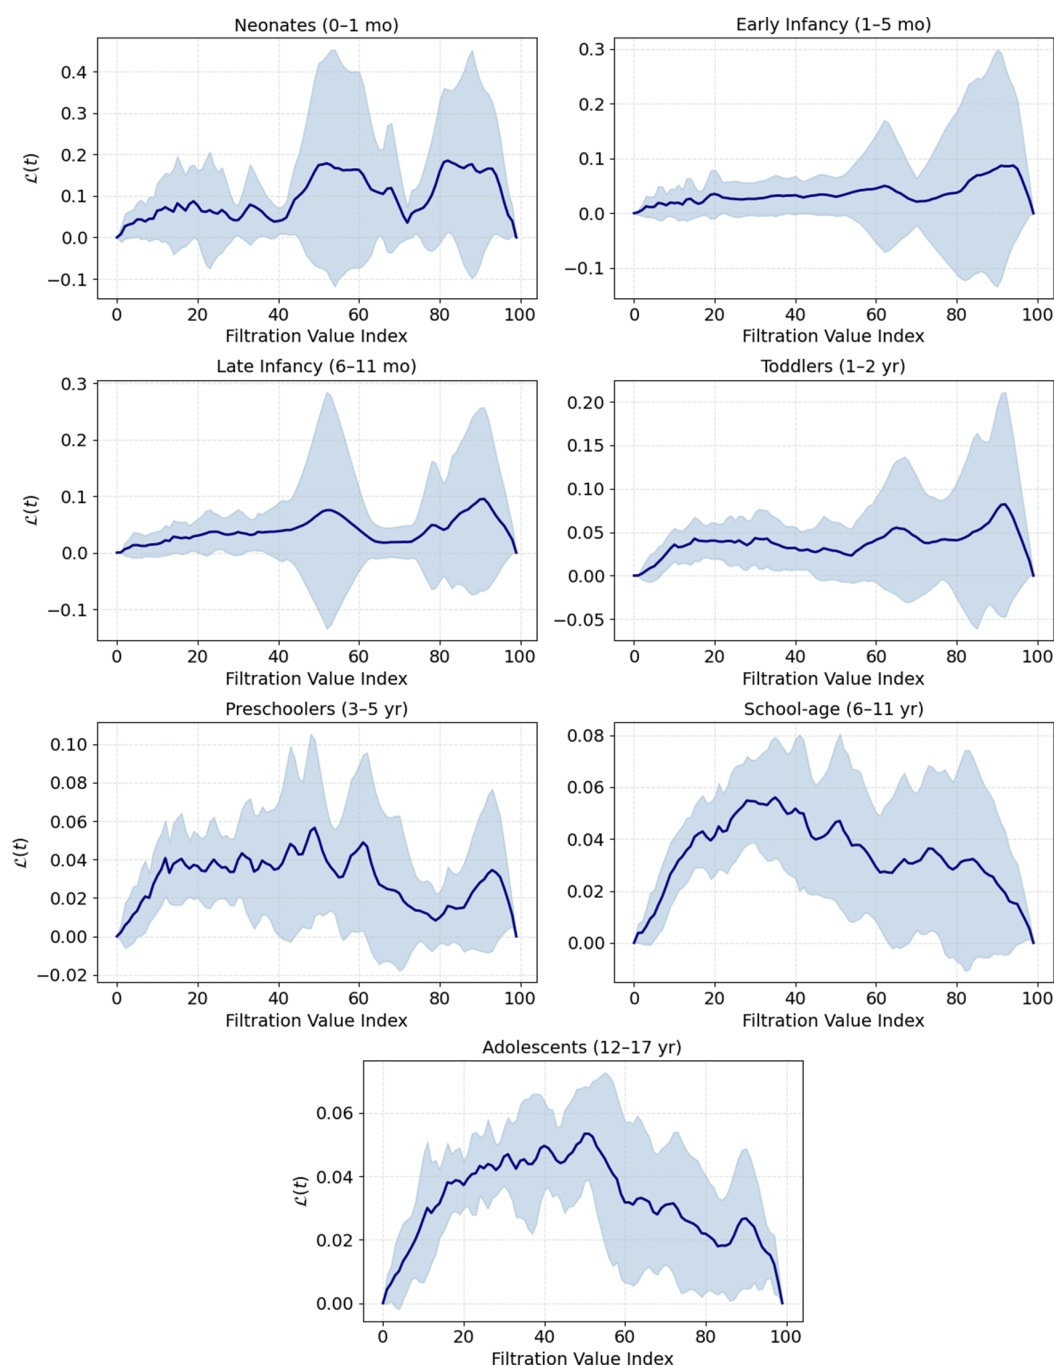 Neonates (0–1 mo)
0.4
0.3
0.2
0.1
0.0
−0.1
ℒ(t)
0 20 40 60 80 100
Filtration Value Index
Early Infancy (1–5 mo)
0.3
0.2
0.1
0.0
−0.1
0 20 40 60 80 100
Filtration Value Index
Late Infancy (6–11 mo)
0.3
0.2
0.1
0.0
−0.1
ℒ(t)
0 20 40 60 80 100
Filtration Value Index
Toddlers (1–2 yr)
0.20
0.15
0.10
0.05
0.00
−0.05
0 20 40 60 80 100
Filtration Value Index
Preschoolers (3–5 yr)
0.10
0.08
0.06
0.04
0.02
0.00
−0.02
ℒ(t)
0 20 40 60 80 100
Filtration Value Index
School-age (6–11 yr)
0.08
0.06
0.04
0.02
0.00
0 20 40 60 80 100
Filtration Value Index
Adolescents (12–17 yr)
0.06
0.04
0.02
0.00
ℒ(t)
0 20 40 60 80 100
Filtration Value Index